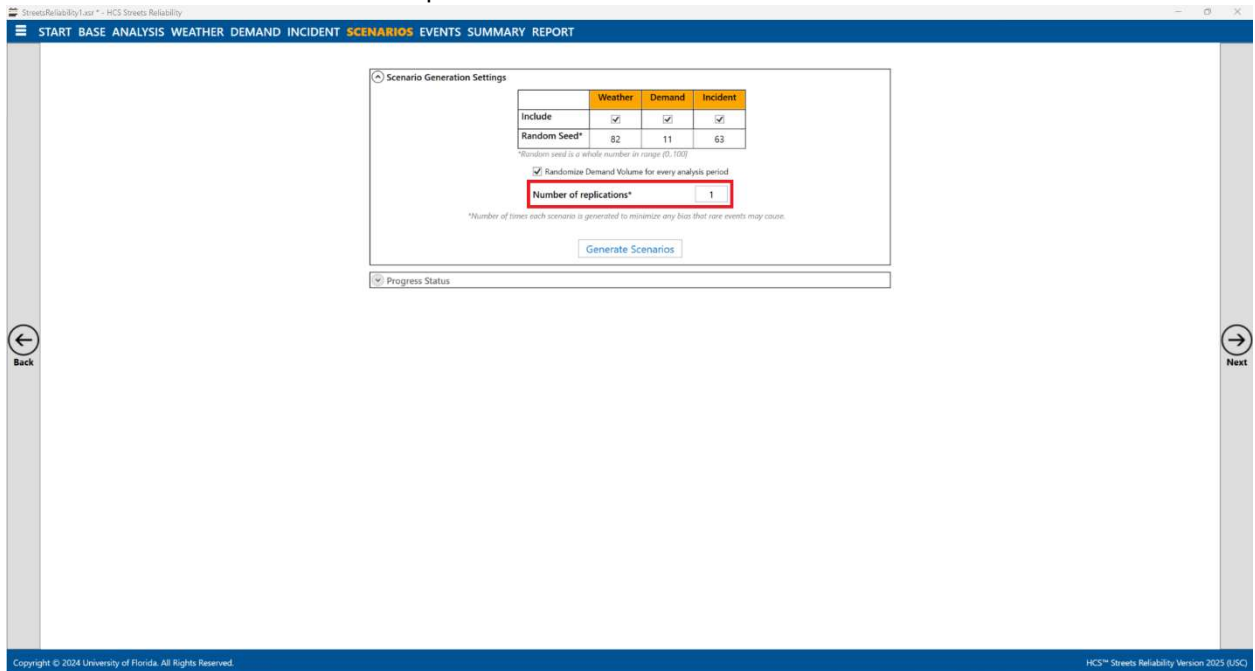 StreetsReliability1.asr * - HCS Streets Reliability
START BASE ANALYSIS WEATHER DEMAND INCIDENT SCENARIOS EVENTS SUMMARY REPORT
Scenario Generation Settings
Weather Demand Incident
Include
Random Seed* 82 11 63
*Random seed is a whole number in range (0..100]
Randomize Demand Volume for every analysis period
Number of replications* 1
*Number of times each scenario is generated to minimize any bias that rare events may cause.
Generate Scenarios
Progress Status
Back
Next
Copyright © 2024 University of Florida. All Rights Reserved.
HCS™ Streets Reliability Version 2025 (USC)